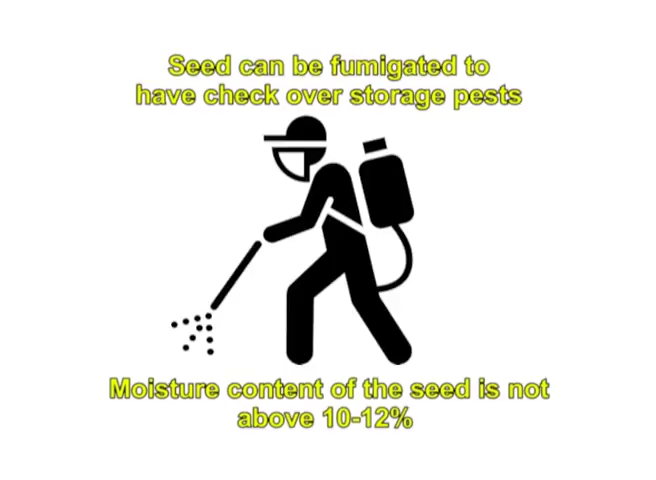 Seed can be fumigated to
have check over storage pests
Moisture content of the seed is not
above 10-12%